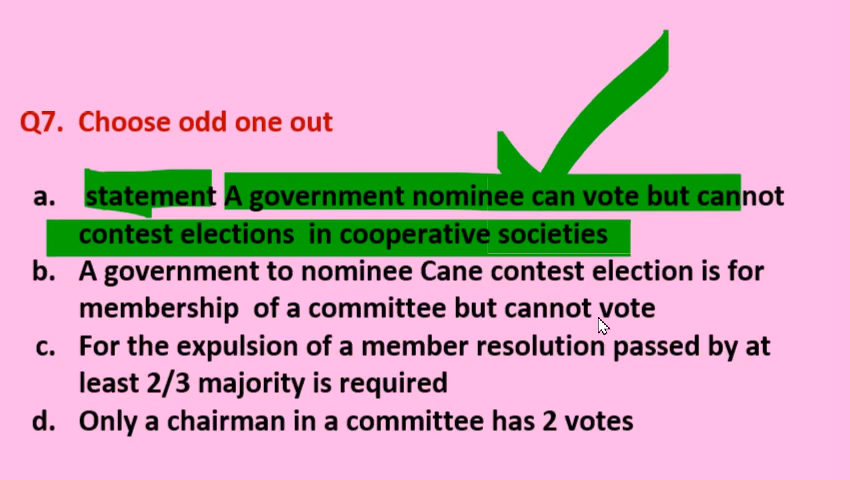 Q7. Choose odd one out
a. statement A government nominee can vote but cannot
contest elections in cooperative societies
b. A government to nominee Cane contest election is for
membership of a committee but cannot vote
c. For the expulsion of a member resolution passed by at
least 2/3 majority is required
d. Only a chairman in a committee has 2 votes